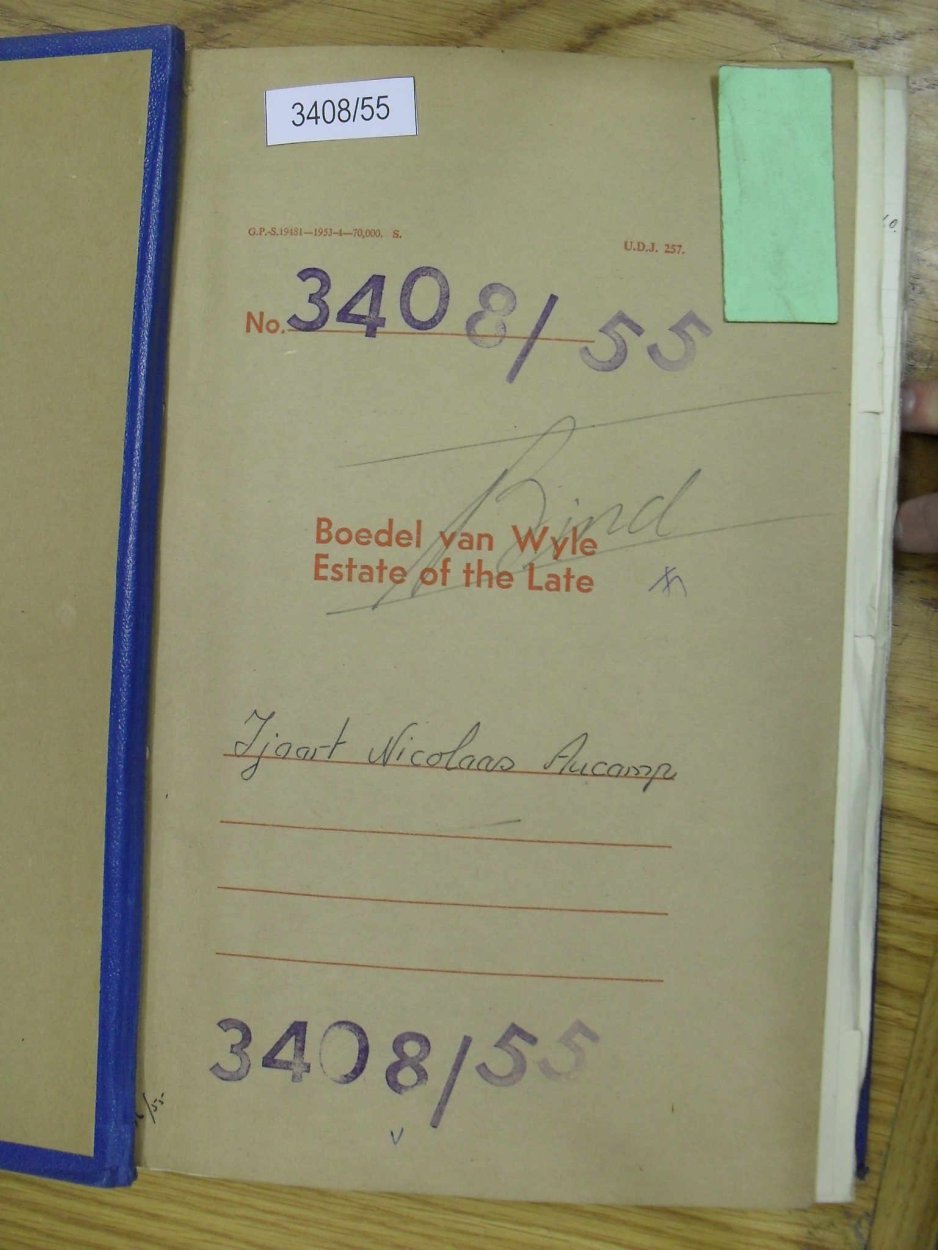 3408/55
G.P.-S.19481—1953-4—70,000. S.
U.D.J. 257.
No. 3408/55
Bind
Boedel van Wyle
Estate of the Late
Tjaart Nicolaas Aucamp
3408/55